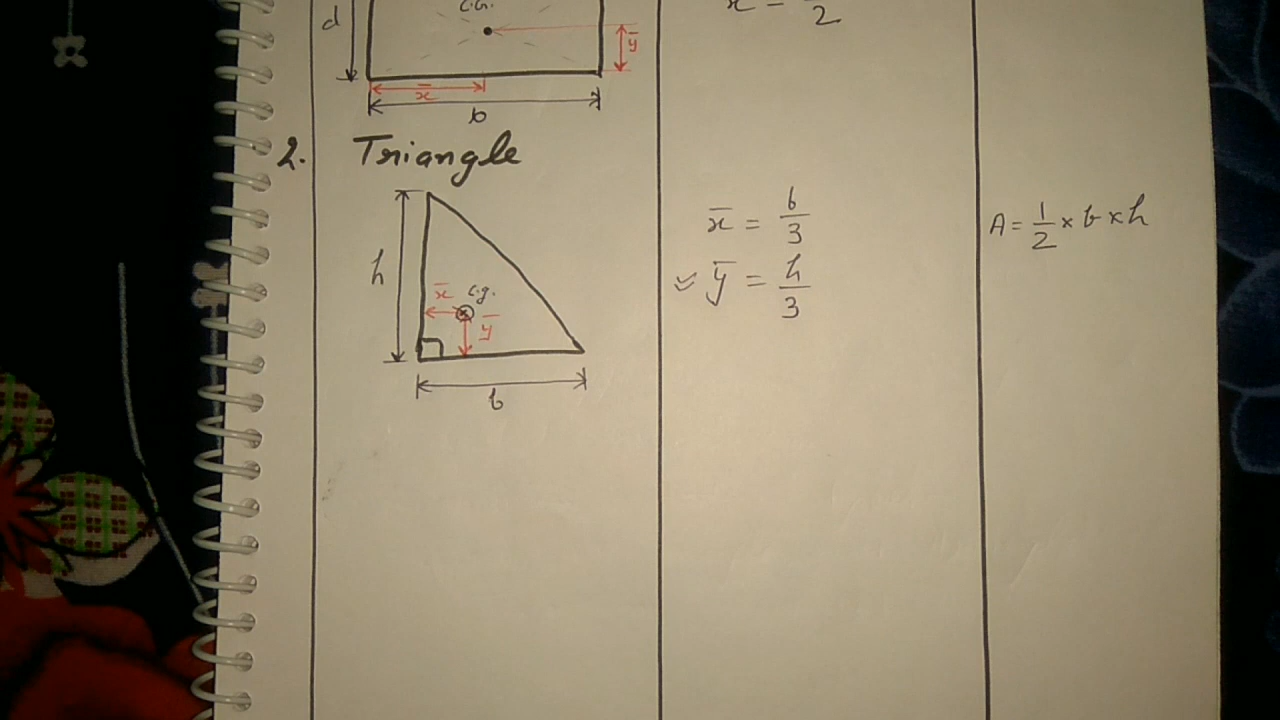 d
C.G.
x̄ = /2
ȳ
x̄
b
2. Triangle
h
x̄ c.g.
ȳ
b
x̄ = b/3
ȳ = h/3
A = 1/2 × b × h